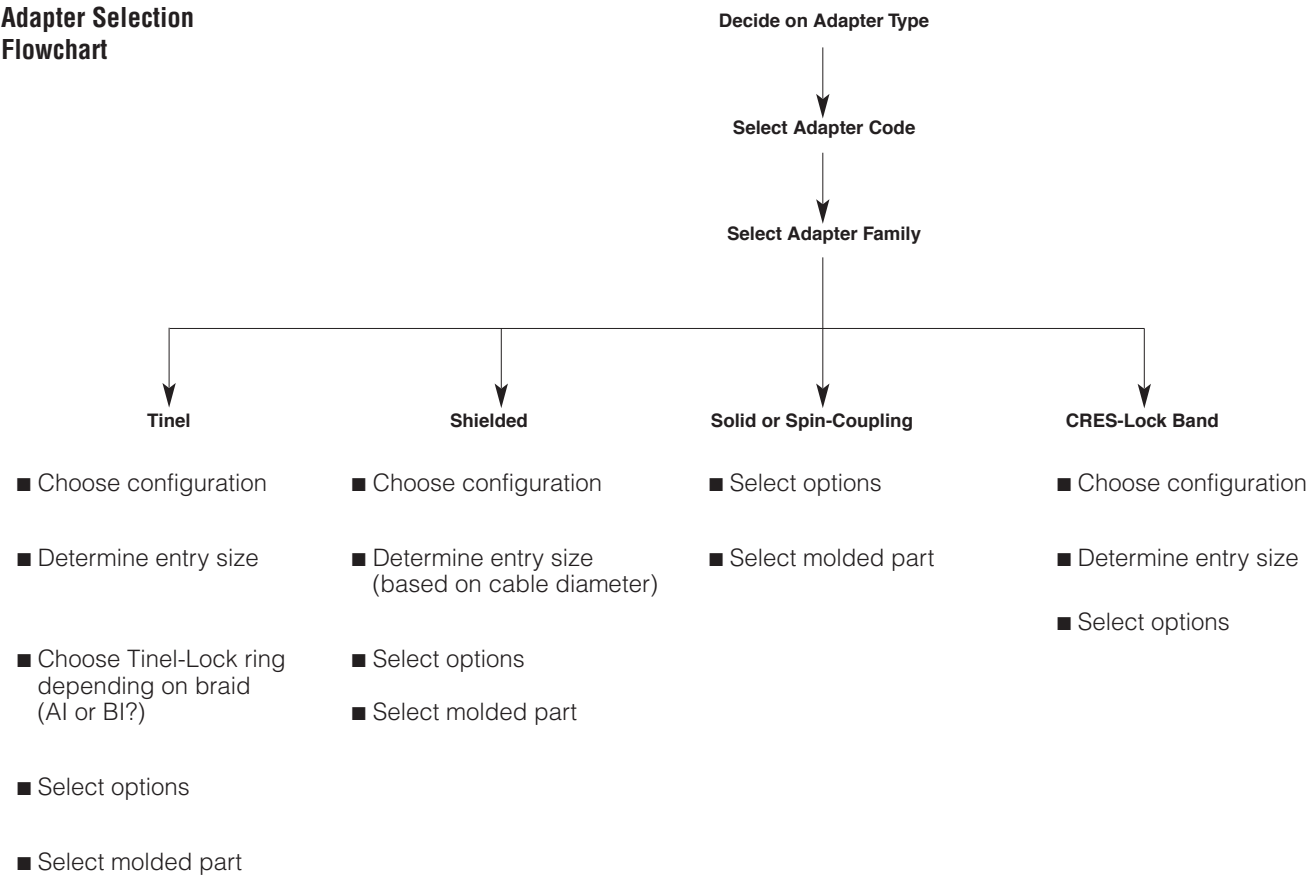 Adapter Selection
Flowchart
Decide on Adapter Type
Select Adapter Code
Select Adapter Family
Tinel
■ Choose configuration
■ Determine entry size
■ Choose Tinel-Lock ring
depending on braid
(AI or BI?)
■ Select options
■ Select molded part
Shielded
■ Choose configuration
■ Determine entry size
(based on cable diameter)
■ Select options
■ Select molded part
Solid or Spin-Coupling
■ Select options
■ Select molded part
CRES-Lock Band
■ Choose configuration
■ Determine entry size
■ Select options